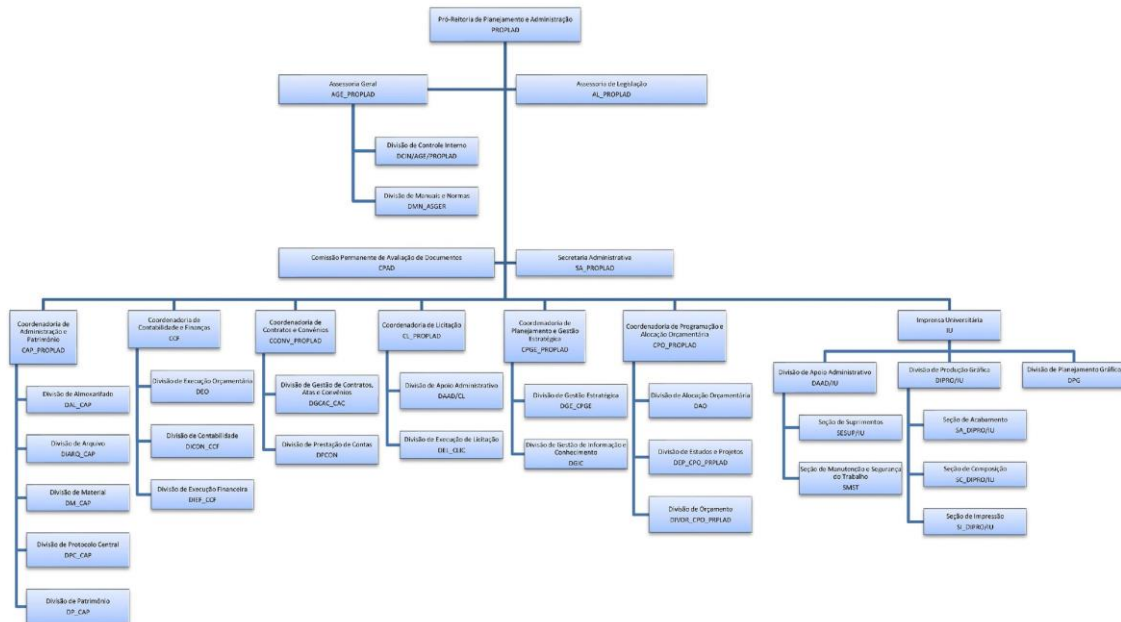 Pró-Reitoria de Planejamento e Administração
PROPLAD
Assessoria Geral
AGE_PROPLAD
Assessoria de Legislação
AL_PROPLAD
Divisão de Controle Interno
DCIN/AGE/PROPLAD
Divisão de Manuais e Normas
DMN_ASGER
Comissão Permanente de Avaliação de Documentos
CPAD
Secretaria Administrativa
SA_PROPLAD
Coordenadoria de
Administração e
Patrimônio
CAP_PROPLAD
Divisão de Almoxarifado
DAL_CAP
Divisão de Arquivo
DIARQ_CAP
Divisão de Material
DM_CAP
Divisão de Protocolo Central
DPC_CAP
Divisão de Patrimônio
DP_CAP
Coordenadoria de
Contabilidade e Finanças
CCF
Divisão de Execução Orçamentária
DEO
Divisão de Contabilidade
DICON_CCF
Divisão de Execução Financeira
DIEF_CCF
Coordenadoria de
Contratos e Convênios
CCONV_PROPLAD
Divisão de Gestão de Contratos,
Atas e Convênios
DGCAC_CAC
Divisão de Prestação de Contas
DPCON
Coordenadoria de Licitação
CL_PROPLAD
Divisão de Apoio Administrativo
DAAD/CL
Divisão de Execução de Licitação
DEL_CLIC
Coordenadoria de
Planejamento e Gestão
Estratégica
CPGE_PROPLAD
Divisão de Gestão Estratégica
DGE_CPGE
Divisão de Gestão de Informação e
Conhecimento
DGIC
Coordenadoria de Programação e
Alocação Orçamentária
CPO_PROPLAD
Divisão de Alocação Orçamentária
DAO
Divisão de Estudos e Projetos
DEP_CPO_PRPLAD
Divisão de Orçamento
DIVOR_CPO_PRPLAD
Imprensa Universitária
IU
Divisão de Apoio Administrativo
DAAD/IU
Seção de Suprimentos
SESUP/IU
Seção de Manutenção e Segurança
do Trabalho
SMST
Divisão de Produção Gráfica
DIPRO/IU
Seção de Acabamento
SA_DIPRO/IU
Seção de Composição
SC_DIPRO/IU
Seção de Impressão
SI_DIPRO/IU
Divisão de Planejamento Gráfico
DPG